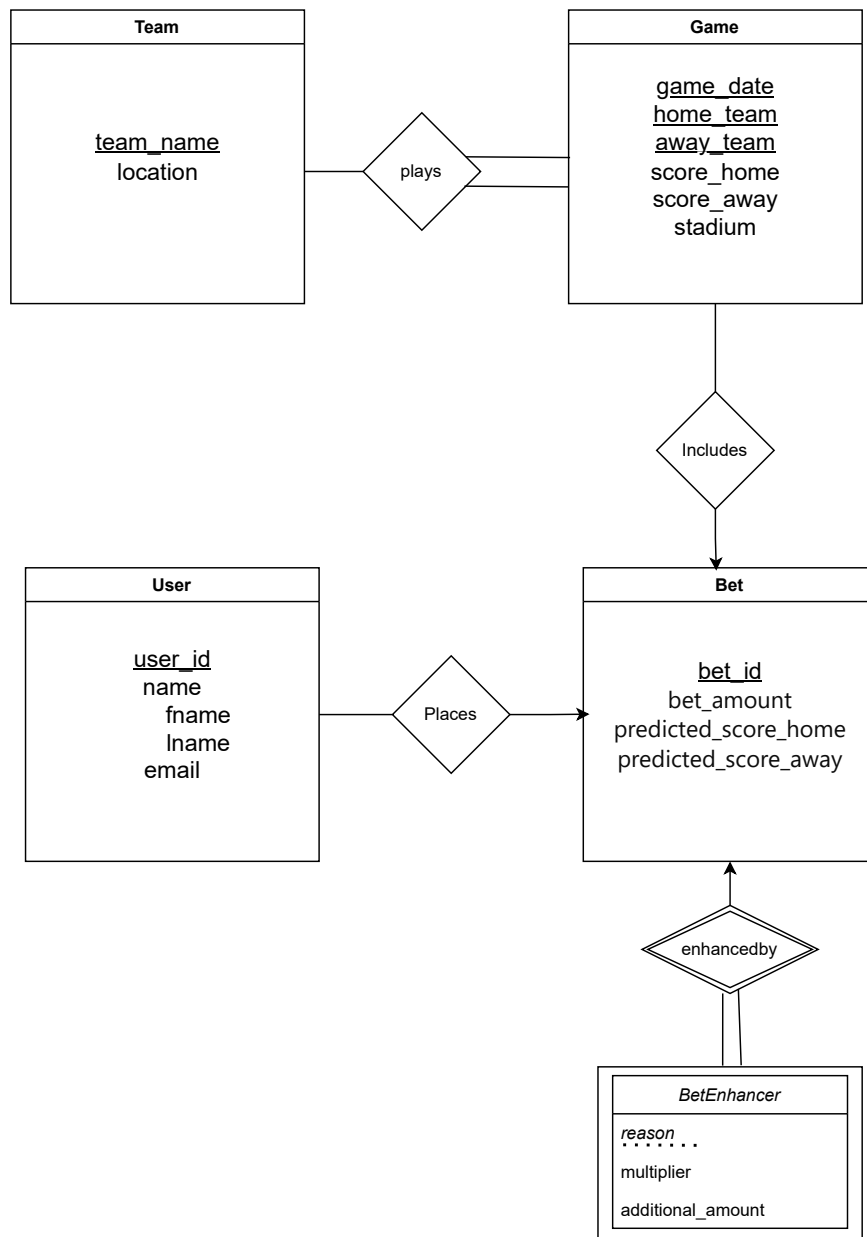 Team
team_name
location
plays
Game
game_date
home_team
away_team
score_home
score_away
stadium
Includes
User
user_id
name
fname
lname
email
Places
Bet
bet_id
bet_amount
predicted_score_home
predicted_score_away
enhancedby
BetEnhancer
reason
multiplier
additional_amount